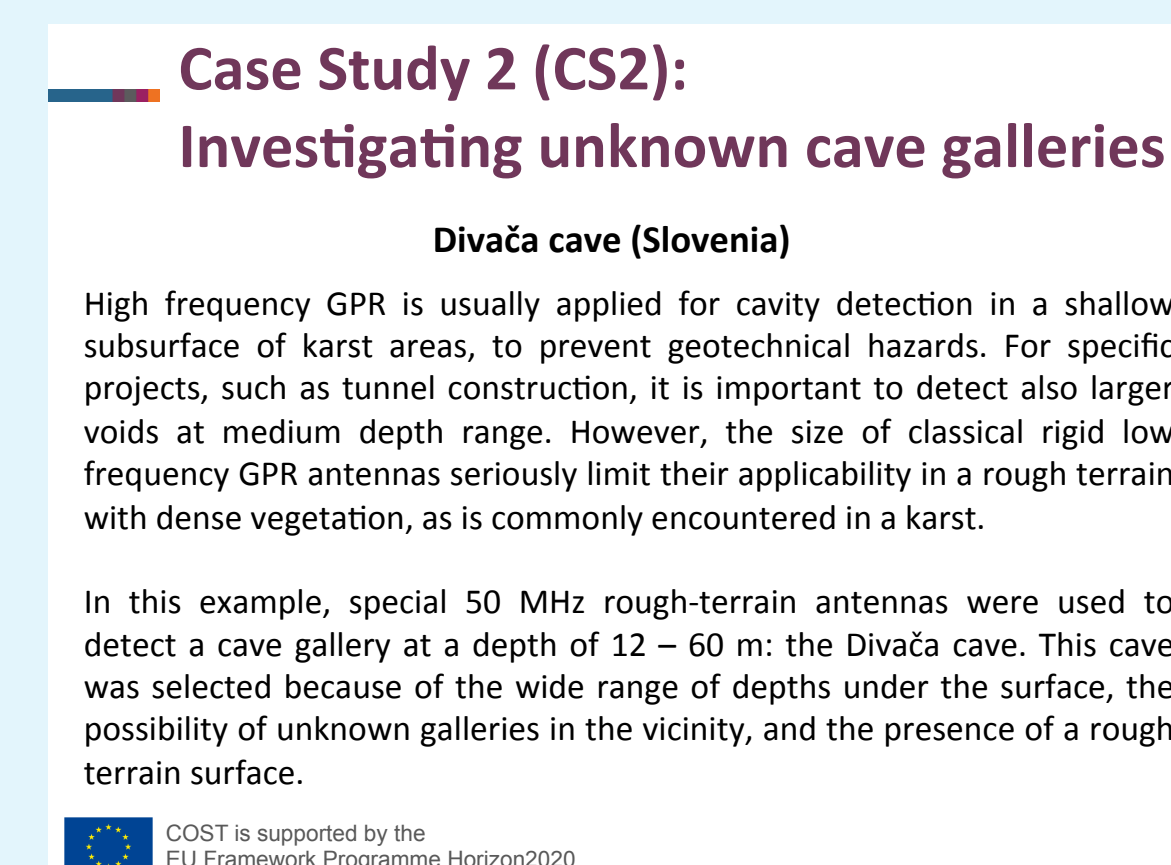 Case Study 2 (CS2):
Investigating unknown cave galleries
Divača cave (Slovenia)
High frequency GPR is usually applied for cavity detection in a shallow
subsurface of karst areas, to prevent geotechnical hazards. For specific
projects, such as tunnel construction, it is important to detect also larger
voids at medium depth range. However, the size of classical rigid low
frequency GPR antennas seriously limit their applicability in a rough terrain
with dense vegetation, as is commonly encountered in a karst.
In this example, special 50 MHz rough-terrain antennas were used to
detect a cave gallery at a depth of 12 – 60 m: the Divača cave. This cave
was selected because of the wide range of depths under the surface, the
possibility of unknown galleries in the vicinity, and the presence of a rough
terrain surface.
COST is supported by the
EU Framework Programme Horizon2020